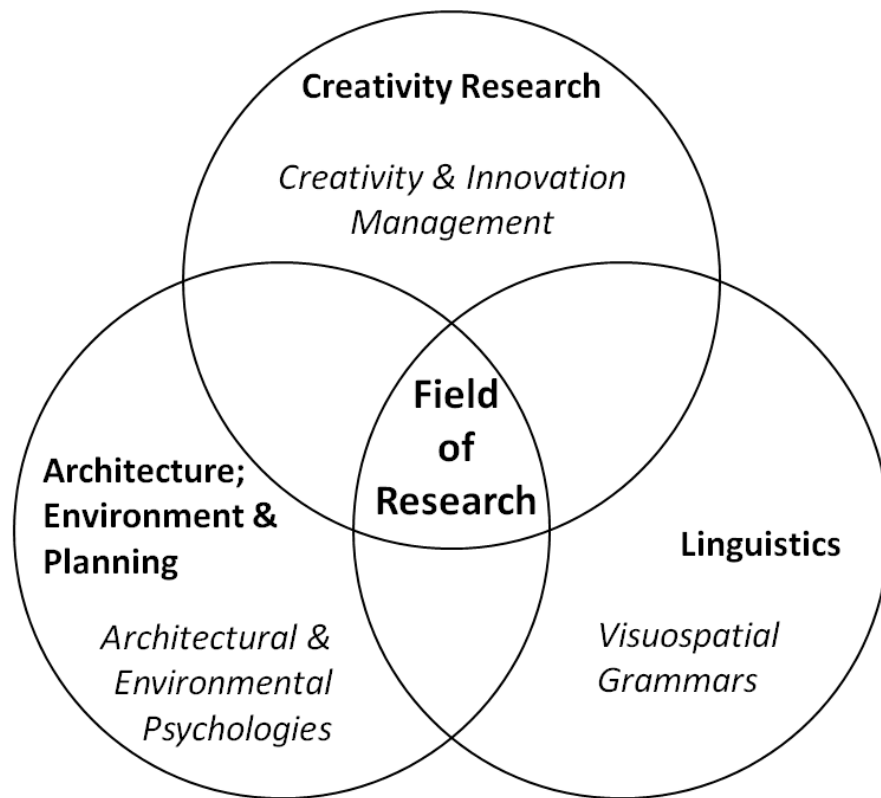 Creativity Research
Creativity & Innovation
Management
Field
of
Research
Architecture;
Environment &
Planning
Architectural &
Environmental
Psychologies
Linguistics
Visuospatial
Grammars